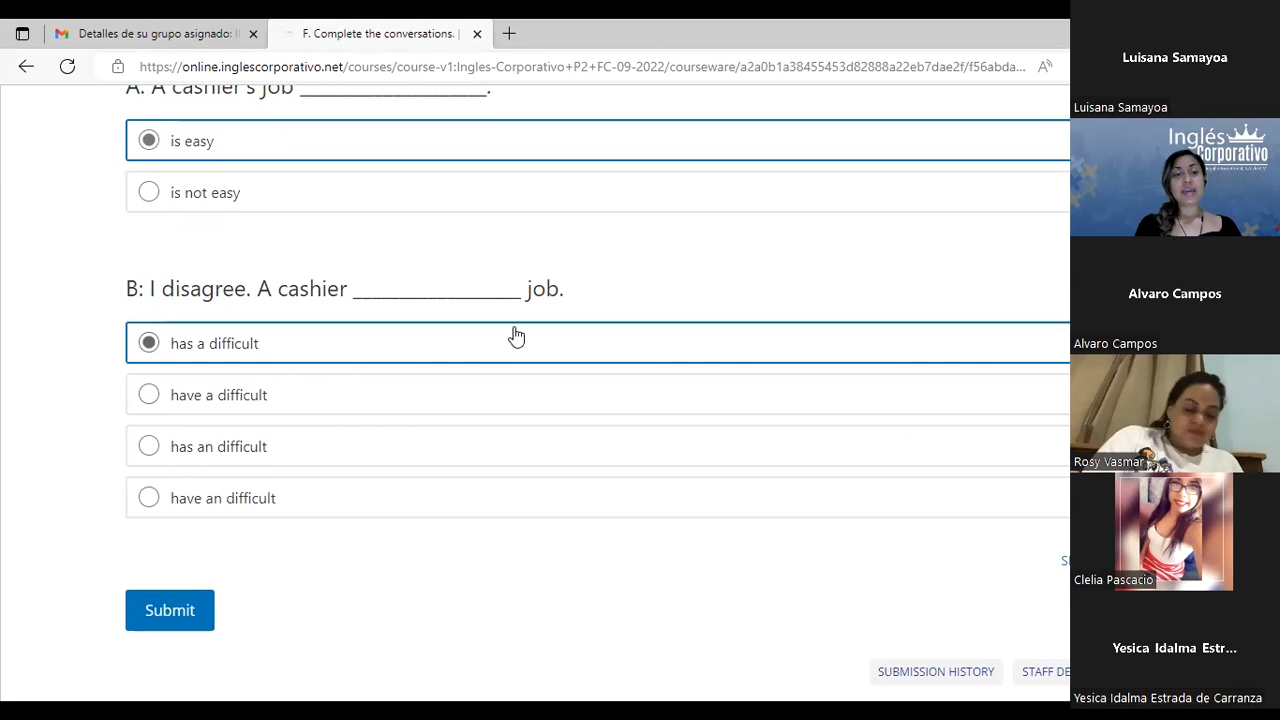 Detalles de su grupo asignado: I
F. Complete the conversations. |
https://online.inglescorporativo.net/courses/course-v1:Ingles-Corporativo+P2+FC-09-2022/courseware/a2a0b1a38455453d82888a22eb7dae2f/f56abda...
A. A cashier's job ____________________.
is easy
is not easy
B: I disagree. A cashier __________________ job.
has a difficult
have a difficult
has an difficult
have an difficult
Submit
SUBMISSION HISTORY
STAFF DE
Luisana Samayoa
Luisana Samayoa
Inglés
Corporativo
Alvaro Campos
Alvaro Campos
Rosy Vasmar
Clelia Pascacio
Yesica Idalma Estr...
Yesica Idalma Estrada de Carranza